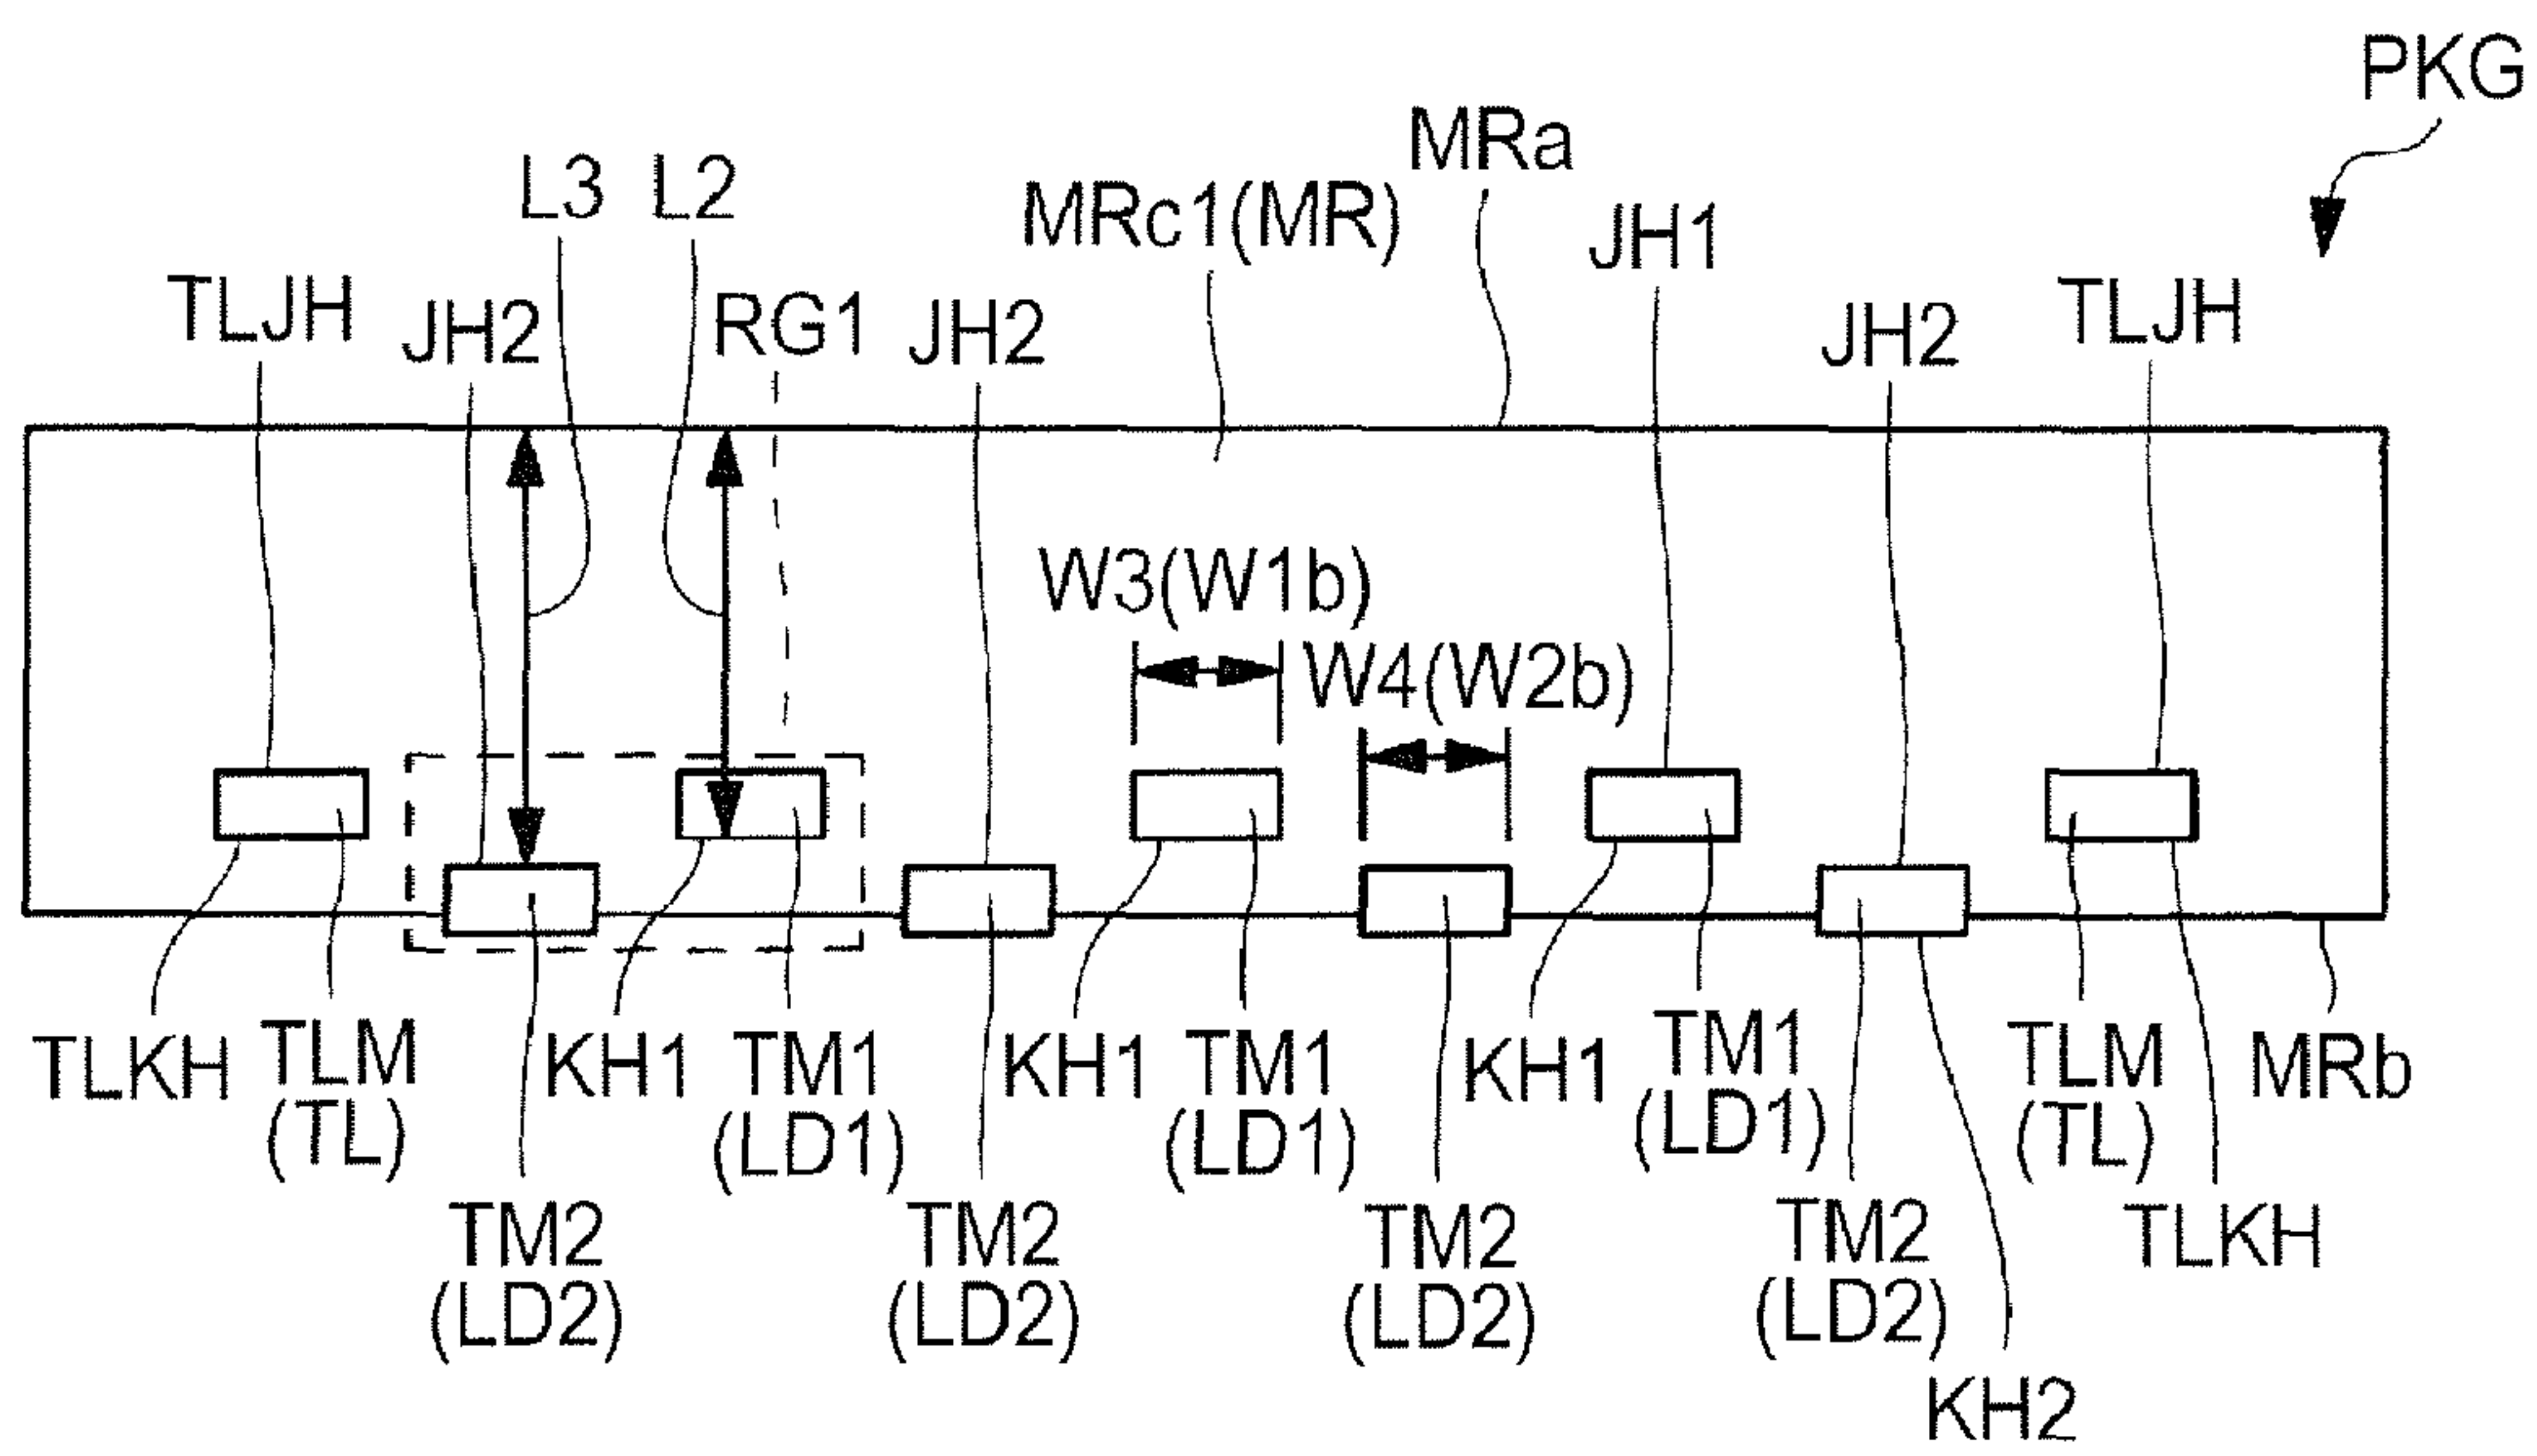 PKG
MRa
L3 L2 MRc1(MR) JH1
TLJH JH2 RG1 JH2 JH2 TLJH
W3(W1b)
W4(W2b)
TLKH TLM KH1 TM1 KH1 TM1 KH1 TM1 TLM MRb
(TL) (LD1) (LD1) (LD1) (TL)
TM2 TM2 TM2 TM2 TLKH
(LD2) (LD2) (LD2) (LD2)
KH2